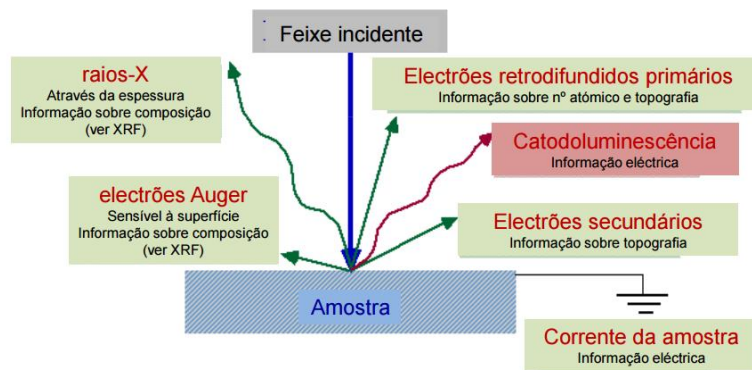 Feixe incidente
raios-X
Através da espessura
Informação sobre composição
(ver XRF)
Electrões retrodifundidos primários
Informação sobre nº atómico e topografia
Catodoluminescência
Informação eléctrica
electrões Auger
Sensível à superfície
Informação sobre composição
(ver XRF)
Electrões secundários
Informação sobre topografia
Amostra
Corrente da amostra
Informação eléctrica